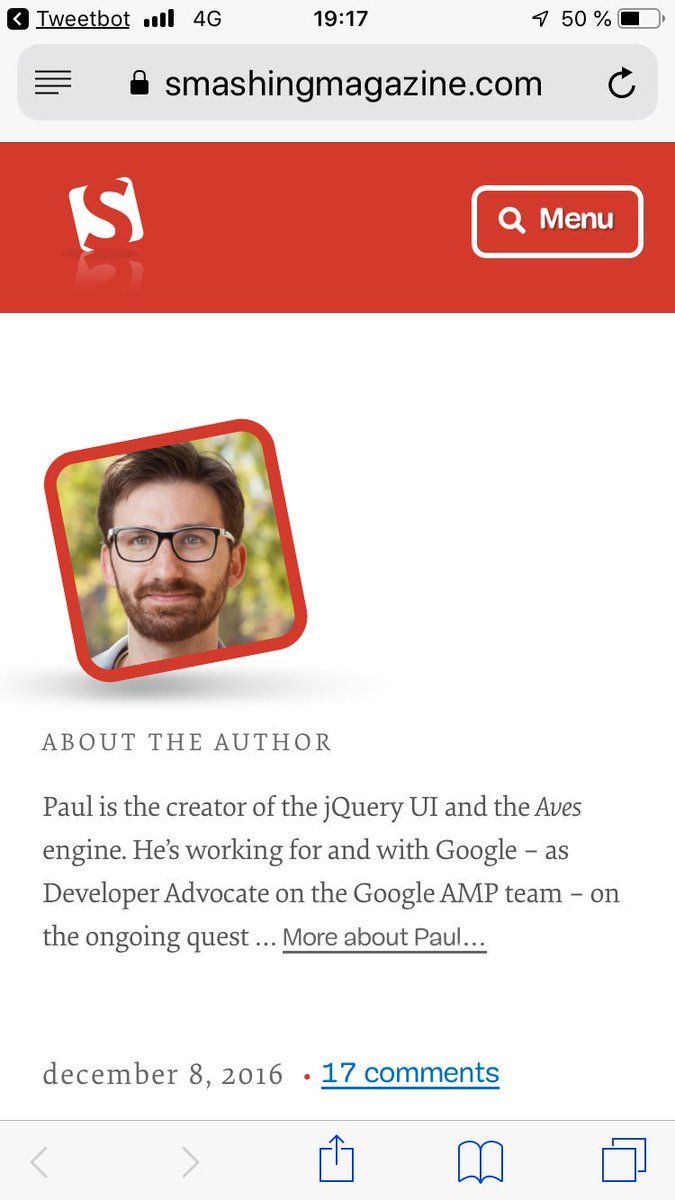 Tweetbot 4G 19:17 50 %
smashingmagazine.com
S Menu
ABOUT THE AUTHOR
Paul is the creator of the jQuery UI and the Aves
engine. He’s working for and with Google – as
Developer Advocate on the Google AMP team – on
the ongoing quest … More about Paul…
december 8, 2016 • 17 comments